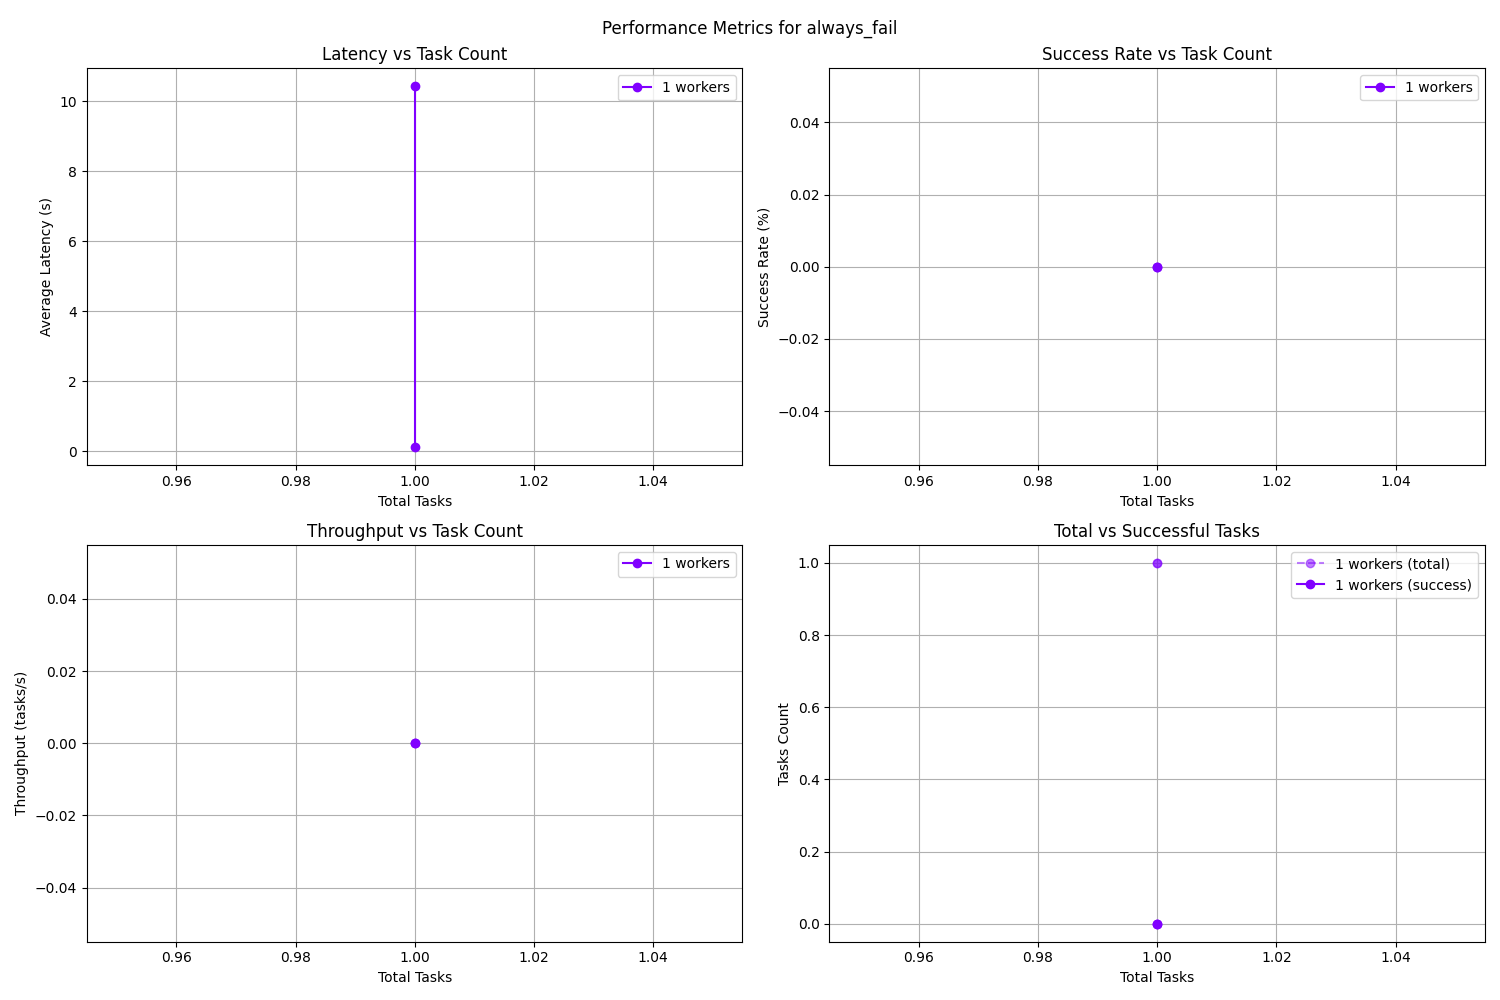 Performance Metrics for always_fail
Latency vs Task Count
1 workers
Average Latency (s)
10
8
6
4
2
0
0.96 0.98 1.00 1.02 1.04
Total Tasks
Success Rate vs Task Count
1 workers
Success Rate (%)
0.04
0.02
0.00
−0.02
−0.04
0.96 0.98 1.00 1.02 1.04
Total Tasks
Throughput vs Task Count
1 workers
Throughput (tasks/s)
0.04
0.02
0.00
−0.02
−0.04
0.96 0.98 1.00 1.02 1.04
Total Tasks
Total vs Successful Tasks
1 workers (total)
1 workers (success)
Tasks Count
1.0
0.8
0.6
0.4
0.2
0.0
0.96 0.98 1.00 1.02 1.04
Total Tasks